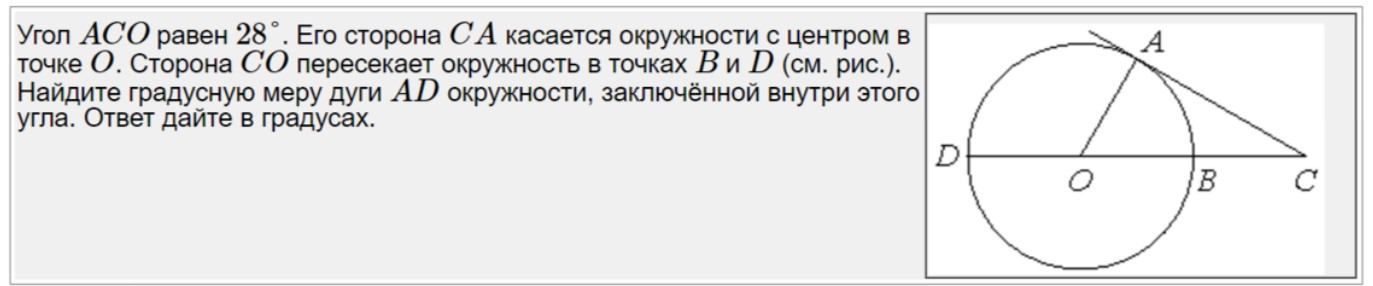 Угол ACO равен 28°. Его сторона CA касается окружности с центром в
точке O. Сторона CO пересекает окружность в точках B и D (см. рис.).
Найдите градусную меру дуги AD окружности, заключённой внутри этого
угла. Ответ дайте в градусах.
A
D
O
B
C